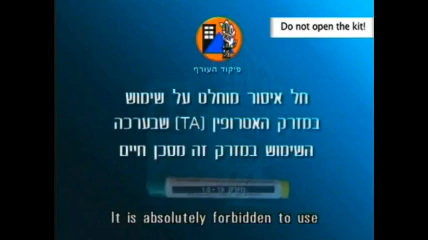 Do not open the kit!
פיקוד העורף
חל איסור מוחלט על שימוש
במזרק האטרופין (TA) שבערכה
השימוש במזרק זה מסכן חיים
It is absolutely forbidden to use